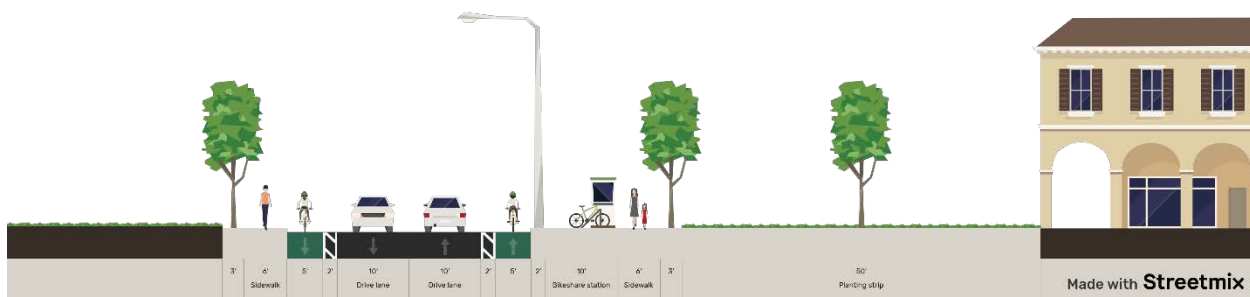 3' 6' 5' 2' 10' 10' 2' 5' 2' 10' 6' 3' 50'
Sidewalk Drive lane Drive lane Bikeshare station Sidewalk Planting strip
Made with Streetmix